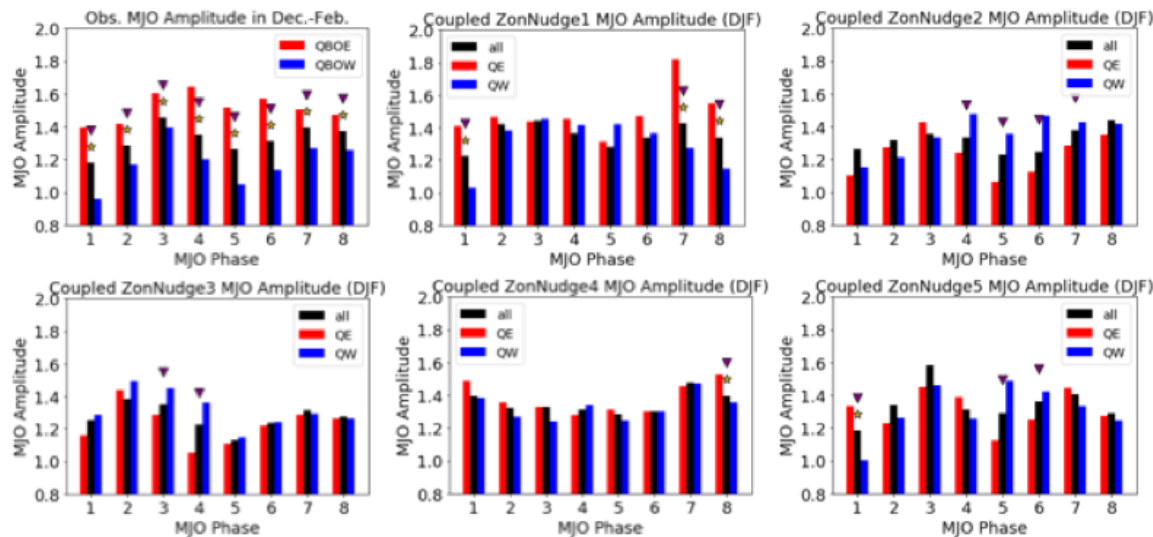 Obs. MJO Amplitude in Dec.-Feb.
2.0
1.8
1.6
1.4
1.2
1.0
0.8
MJO Amplitude
QBOE
QBOW
1 2 3 4 5 6 7 8
MJO Phase
Coupled ZonNudge1 MJO Amplitude (DJF)
2.0
1.8
1.6
1.4
1.2
1.0
0.8
MJO Amplitude
all
QE
QW
1 2 3 4 5 6 7 8
MJO Phase
Coupled ZonNudge2 MJO Amplitude (DJF)
2.0
1.8
1.6
1.4
1.2
1.0
0.8
MJO Amplitude
all
QE
QW
1 2 3 4 5 6 7 8
MJO Phase
Coupled ZonNudge3 MJO Amplitude (DJF)
2.0
1.8
1.6
1.4
1.2
1.0
0.8
MJO Amplitude
all
QE
QW
1 2 3 4 5 6 7 8
MJO Phase
Coupled ZonNudge4 MJO Amplitude (DJF)
2.0
1.8
1.6
1.4
1.2
1.0
0.8
MJO Amplitude
all
QE
QW
1 2 3 4 5 6 7 8
MJO Phase
Coupled ZonNudge5 MJO Amplitude (DJF)
2.0
1.8
1.6
1.4
1.2
1.0
0.8
MJO Amplitude
all
QE
QW
1 2 3 4 5 6 7 8
MJO Phase